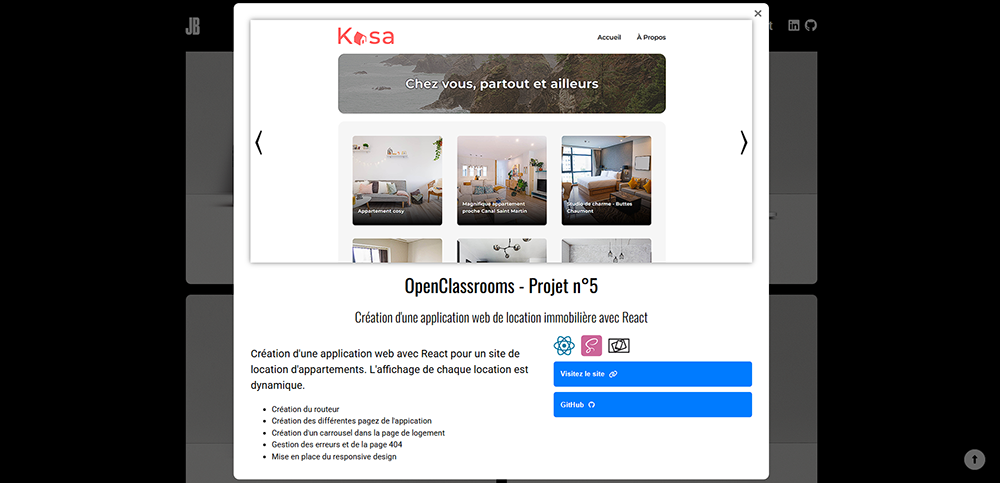 JB
t
Kasa
Accueil
À Propos
Chez vous, partout et ailleurs
Appartement cosy
Magnifique appartement
proche Canal Saint Martin
Studio de charme - Buttes
Chaumont
OpenClassrooms - Projet n°5
Création d'une application web de location immobilière avec React
Création d'une application web avec React pour un site de
location d'appartements. L'affichage de chaque location est
dynamique.
Création du routeur
Création des différentes pagez de l'appication
Création d'un carrousel dans la page de logement
Gestion des erreurs et de la page 404
Mise en place du responsive design
Visitez le site
GitHub